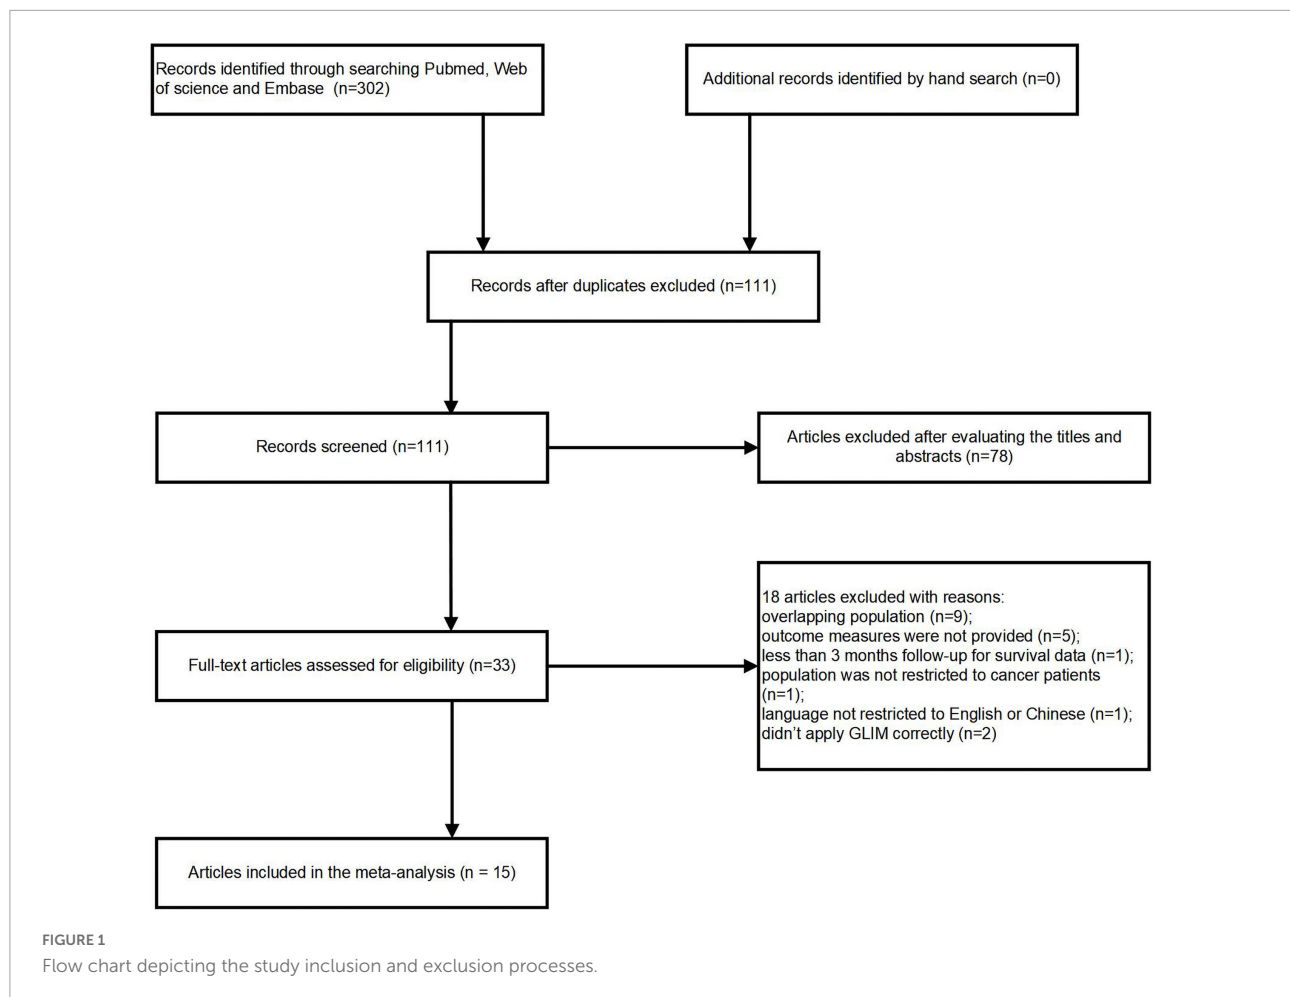 Records identified through searching Pubmed, Web
of science and Embase (n=302)
Additional records identified by hand search (n=0)
Records after duplicates excluded (n=111)
Records screened (n=111)
Articles excluded after evaluating the titles and
abstracts (n=78)
Full-text articles assessed for eligibility (n=33)
18 articles excluded with reasons:
overlapping population (n=9);
outcome measures were not provided (n=5);
less than 3 months follow-up for survival data (n=1);
population was not restricted to cancer patients
(n=1);
language not restricted to English or Chinese (n=1);
didn’t apply GLIM correctly (n=2)
Articles included in the meta-analysis (n = 15)
FIGURE 1
Flow chart depicting the study inclusion and exclusion processes.